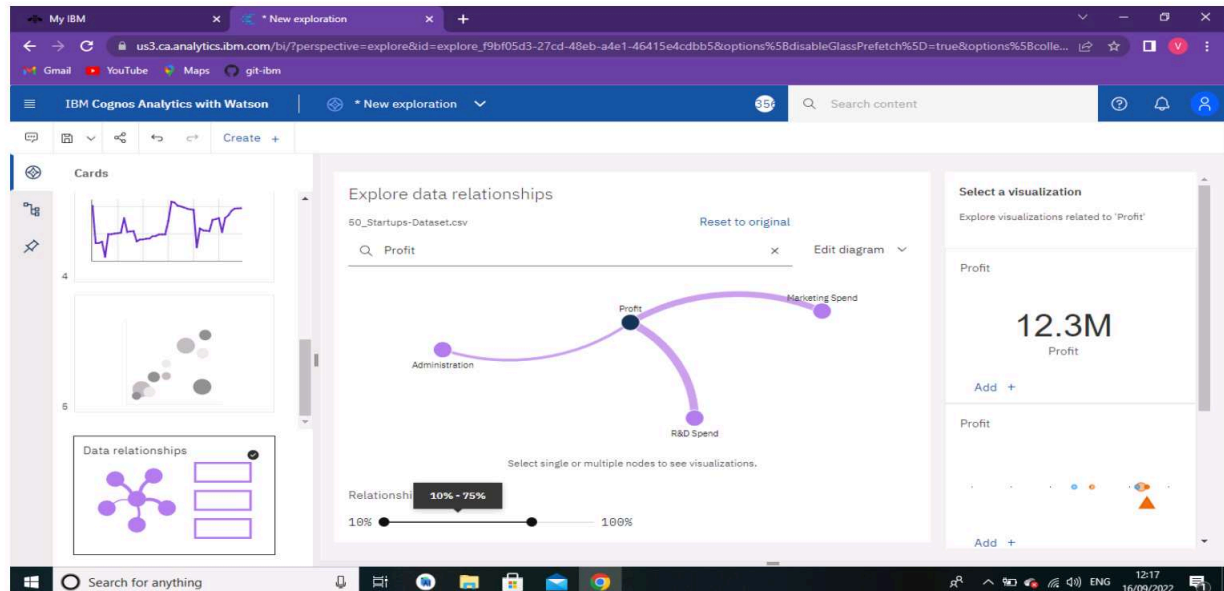 My IBM
* New exploration
us3.ca.analytics.ibm.com/bi/?perspective=explore&id=explore_f9bf05d3-27cd-48eb-a4e1-46415e4cdbb5&options%5BdisableGlassPrefetch%5D=true&options%5Bcolle...
V
Gmail YouTube Maps git-ibm
IBM Cognos Analytics with Watson
* New exploration
Search content
Create +
Cards
4
5
Data relationships
Explore data relationships
50_Startups-Dataset.csv
Reset to original
Profit
Edit diagram
Profit
Marketing Spend
Administration
R&D Spend
Select single or multiple nodes to see visualizations.
Relationshi
10% - 75%
10% 100%
Select a visualization
Explore visualizations related to 'Profit'
Profit
12.3M
Profit
Add +
Profit
Add +
Search for anything
ENG
12:17
16/09/2022